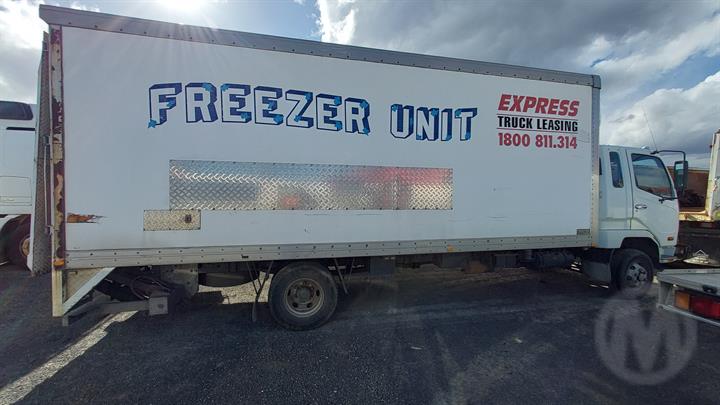 FREEZER UNIT
EXPRESS
TRUCK LEASING
1800 811.314
M